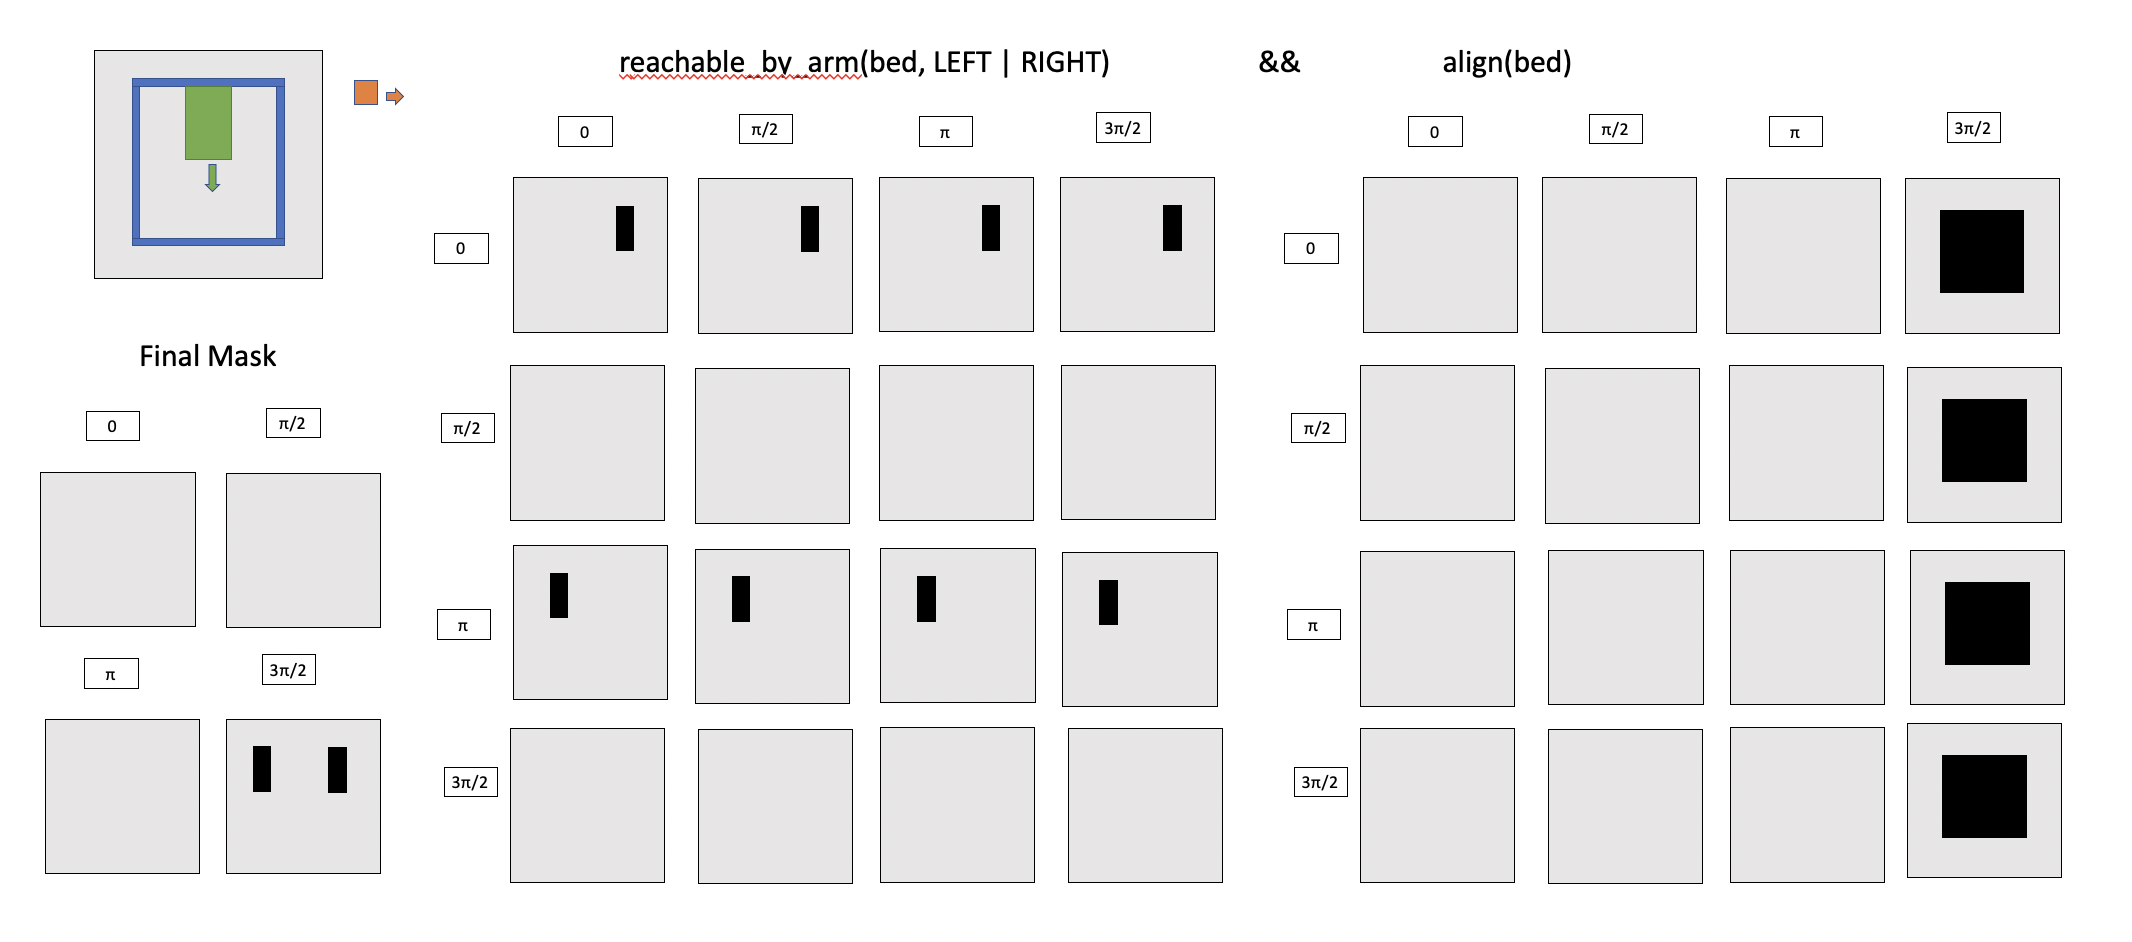 reachable_by_arm(bed, LEFT | RIGHT) && align(bed)
0 π/2 π 3π/2 0 π/2 π 3π/2
0 0
Final Mask
0 π/2
π/2 π/2
π 3π/2
π π
3π/2 3π/2